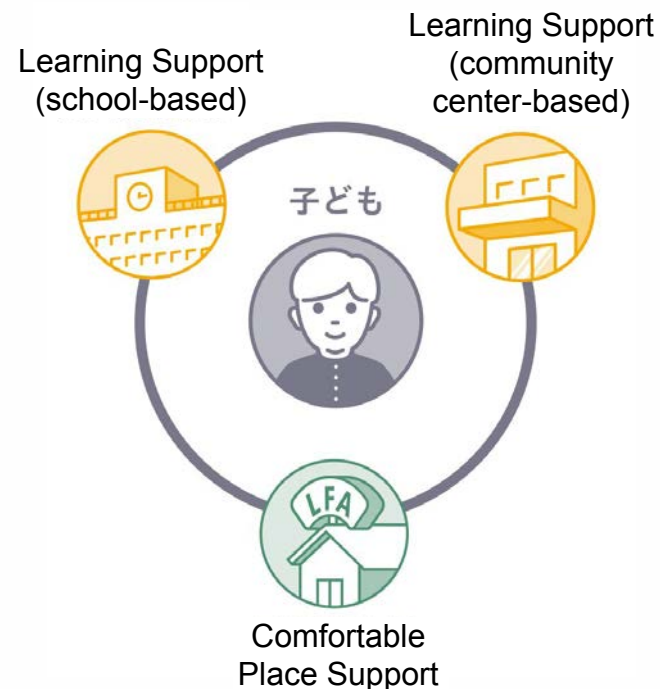 Learning Support
(school-based)
Learning Support
(community
center-based)
子ども
LFA
Comfortable
Place Support